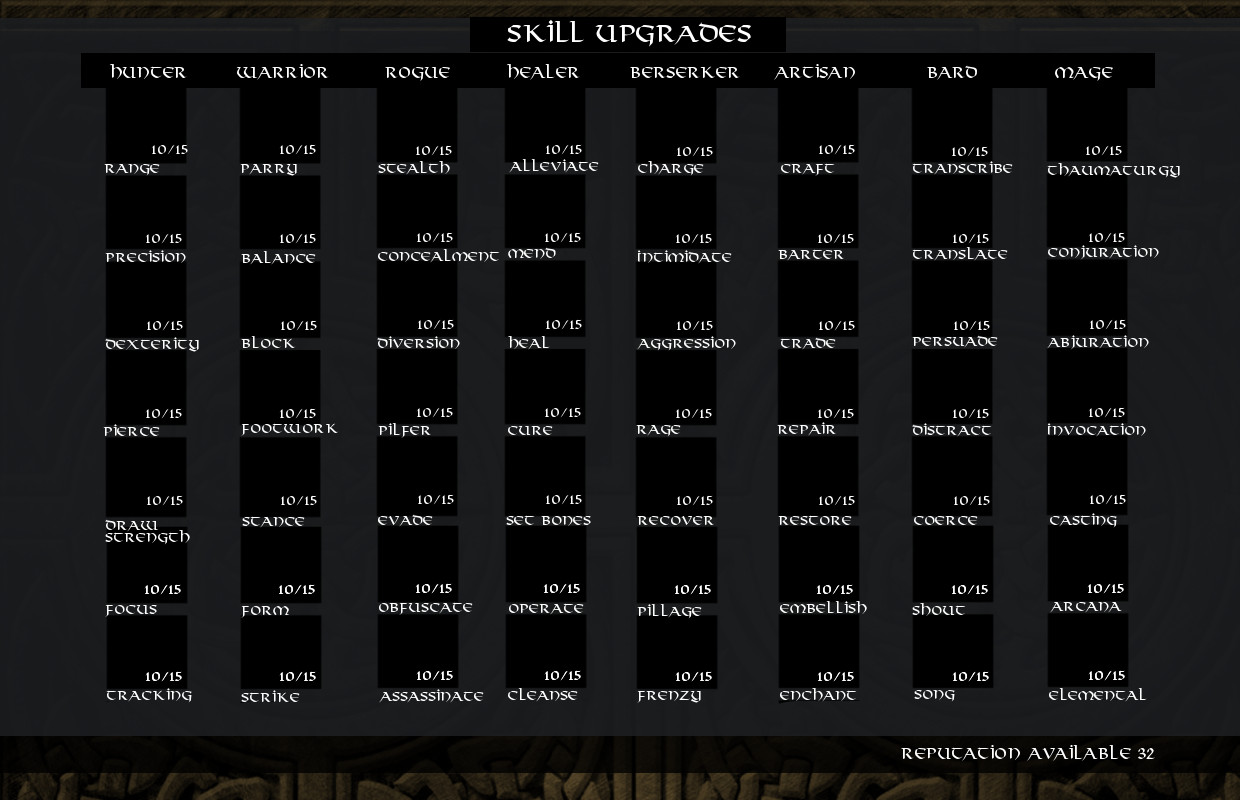 SKILL UPGRADES
HUNTER WARRIOR ROGUE HEALER BERSERKER ARTISAN BARD MAGE
10/15 10/15 10/15 10/15 10/15 10/15 10/15 10/15
RANGE PARRY STEALTH ALLEVIATE CHARGE CRAFT TRANSCRIBE THAUMATURGY
10/15 10/15 10/15 10/15 10/15 10/15 10/15 10/15
PRECISION BALANCE CONCEALMENT MEND INTIMIDATE BARTER TRANSLATE CONJURATION
10/15 10/15 10/15 10/15 10/15 10/15 10/15 10/15
DEXTERITY BLOCK DIVERSION HEAL AGGRESSION TRADE PERSUADE ABJURATION
10/15 10/15 10/15 10/15 10/15 10/15 10/15 10/15
PIERCE FOOTWORK PILFER CURE RAGE REPAIR DISTRACT INVOCATION
10/15 10/15 10/15 10/15 10/15 10/15 10/15 10/15
DRAW STRENGTH STANCE EVADE SET BONES RECOVER RESTORE COERCE CASTING
10/15 10/15 10/15 10/15 10/15 10/15 10/15 10/15
FOCUS FORM OBFUSCATE OPERATE PILLAGE EMBELLISH SHOUT ARCANA
10/15 10/15 10/15 10/15 10/15 10/15 10/15 10/15
TRACKING STRIKE ASSASSINATE CLEANSE FRENZY ENCHANT SONG ELEMENTAL
REPUTATION AVAILABLE 32